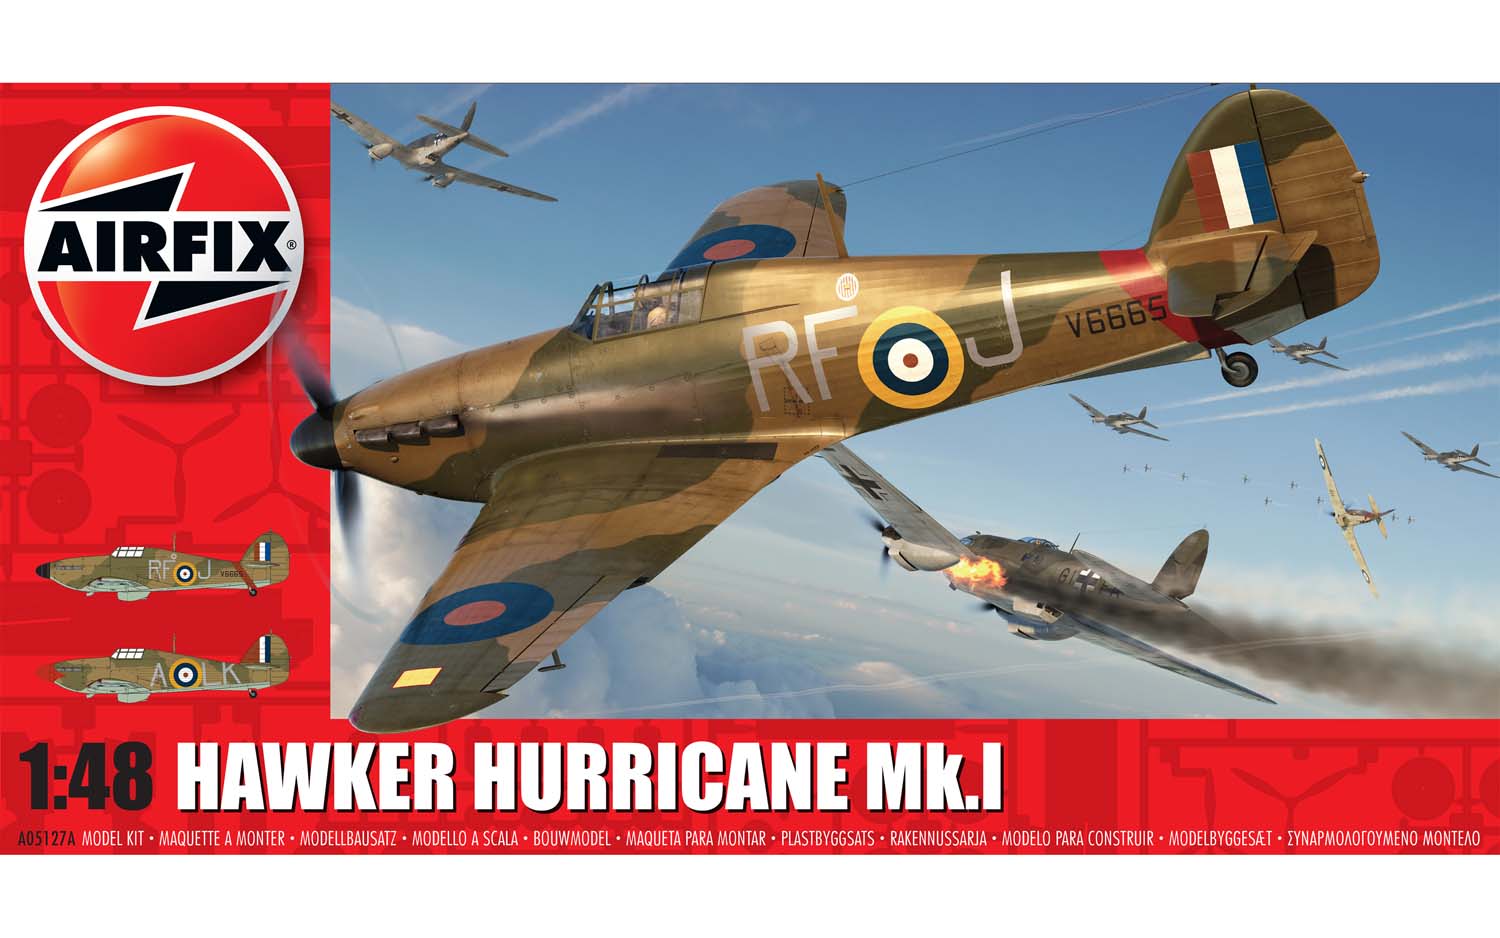 AIRFIX®
RF J
V6665
G1
RF J V6665
A LK
1:48 HAWKER HURRICANE Mk.I
A05127A MODEL KIT • MAQUETTE A MONTER • MODELLBAUSATZ • MODELLO A SCALA • BOUWMODEL • MAQUETA PARA MONTAR • PLASTBYGGSATS • RAKENNUSSARJA • MODELO PARA CONSTRUIR • MODELBYGGESÆT • ΣΥΝΑΡΜΟΛΟΓΟΥΜΕΝΟ ΜΟΝΤΕΛΟ